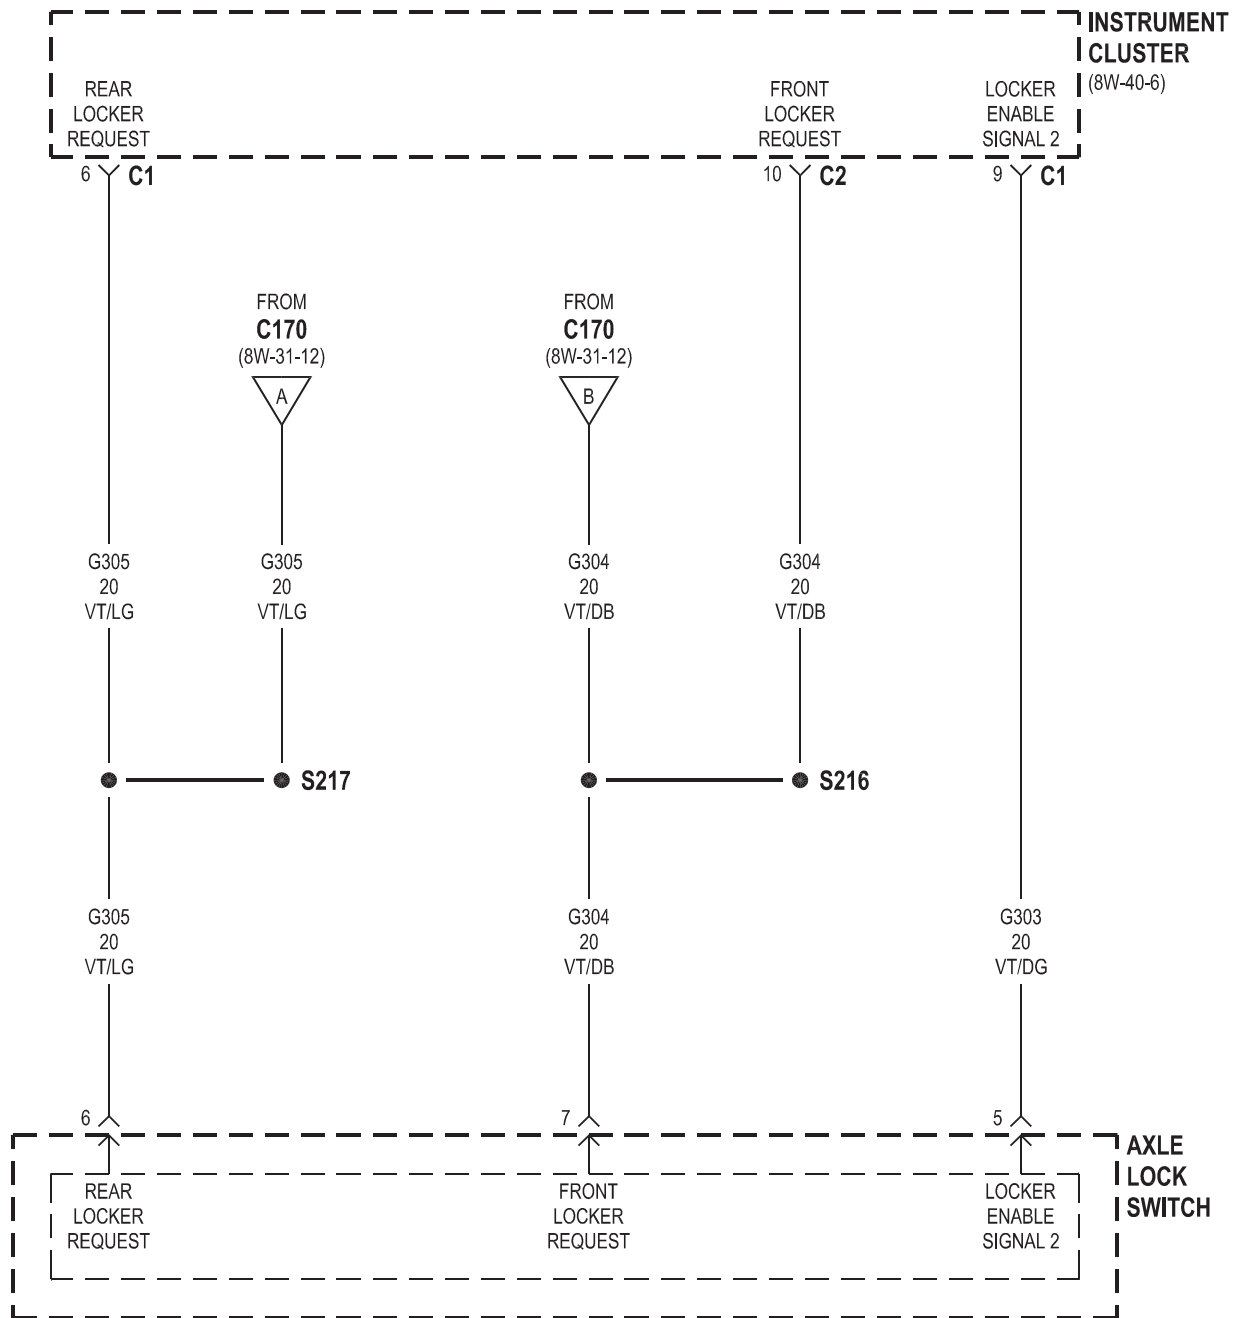 INSTRUMENT
CLUSTER
(8W-40-6)
REAR
LOCKER
REQUEST
FRONT
LOCKER
REQUEST
LOCKER
ENABLE
SIGNAL 2
6
C1
10
C2
9
C1
FROM
C170
(8W-31-12)
A
FROM
C170
(8W-31-12)
B
G305
20
VT/LG
G305
20
VT/LG
G304
20
VT/DB
G304
20
VT/DB
S217
S216
G305
20
VT/LG
G304
20
VT/DB
G303
20
VT/DG
6
7
5
AXLE
LOCK
SWITCH
REAR
LOCKER
REQUEST
FRONT
LOCKER
REQUEST
LOCKER
ENABLE
SIGNAL 2